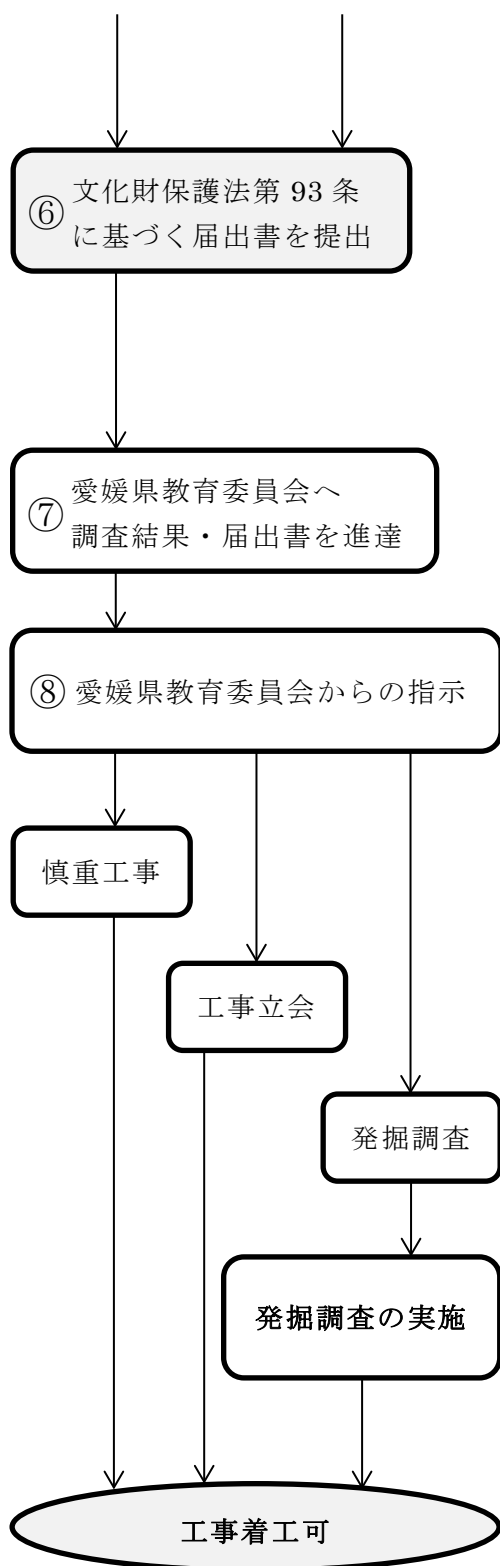 ⑥ 文化財保護法第 93 条
に基づく届出書を提出
⑦ 愛媛県教育委員会へ
調査結果・届出書を進達
⑧ 愛媛県教育委員会からの指示
慎重工事
工事立会
発掘調査
発掘調査の実施
工事着工可